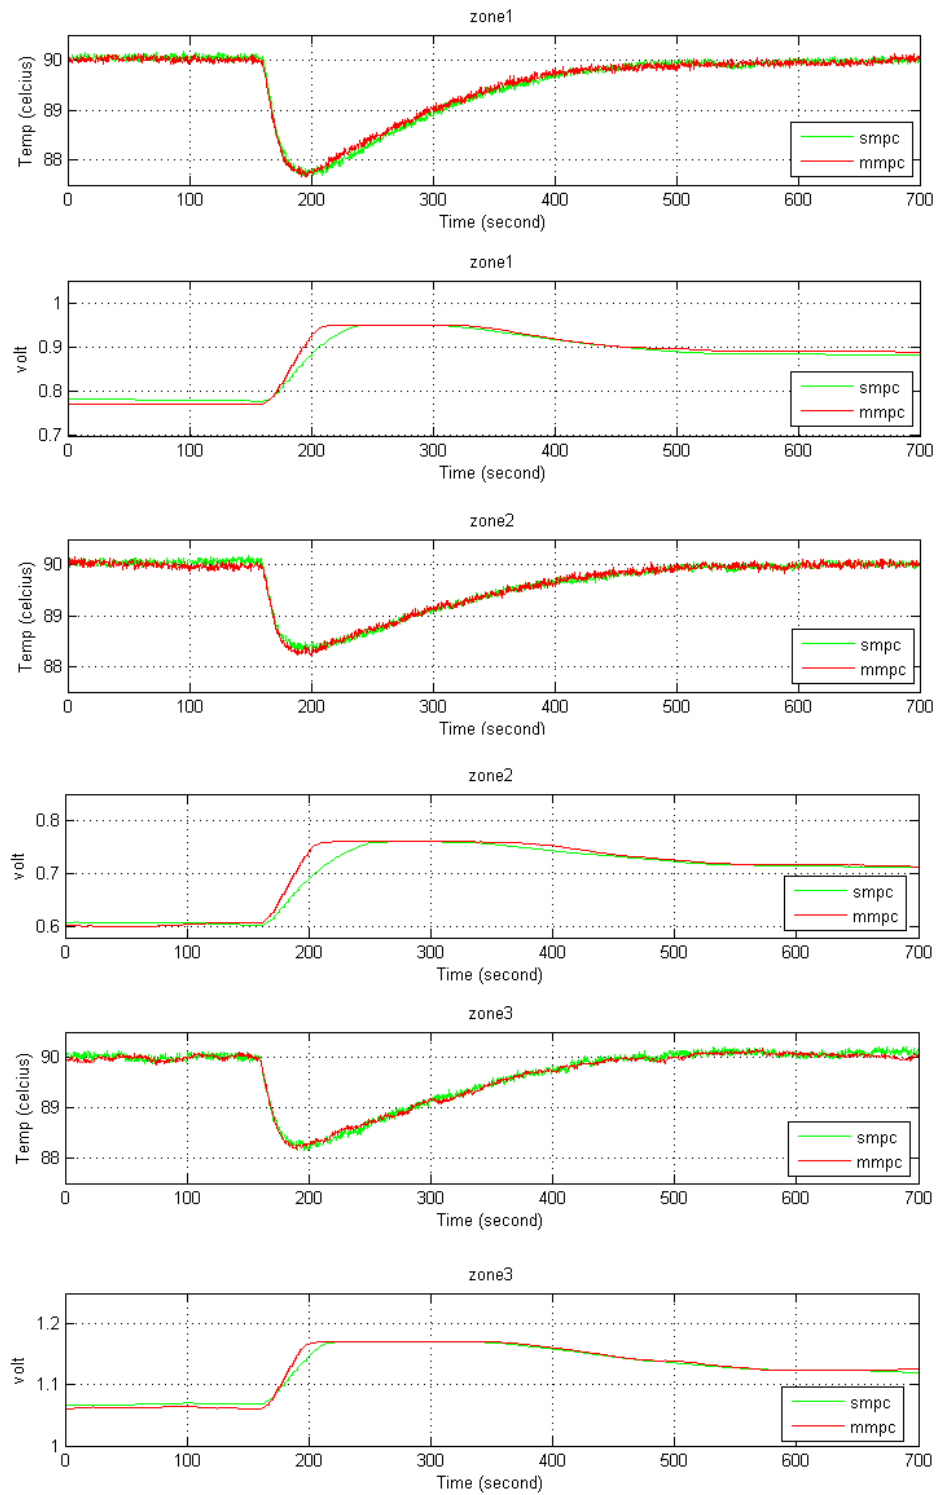 zone1
Temp (celcius)
90
89
88
smpc
mmpc
0 100 200 300 400 500 600 700
Time (second)
zone1
volt
1
0.9
0.8
0.7
smpc
mmpc
0 100 200 300 400 500 600 700
Time (second)
zone2
Temp (celcius)
90
89
88
smpc
mmpc
0 100 200 300 400 500 600 700
Time (second)
zone2
volt
0.8
0.7
0.6
smpc
mmpc
0 100 200 300 400 500 600 700
Time (second)
zone3
Temp (celcius)
90
89
88
smpc
mmpc
0 100 200 300 400 500 600 700
Time (second)
zone3
volt
1.2
1.1
1
smpc
mmpc
0 100 200 300 400 500 600 700
Time (second)